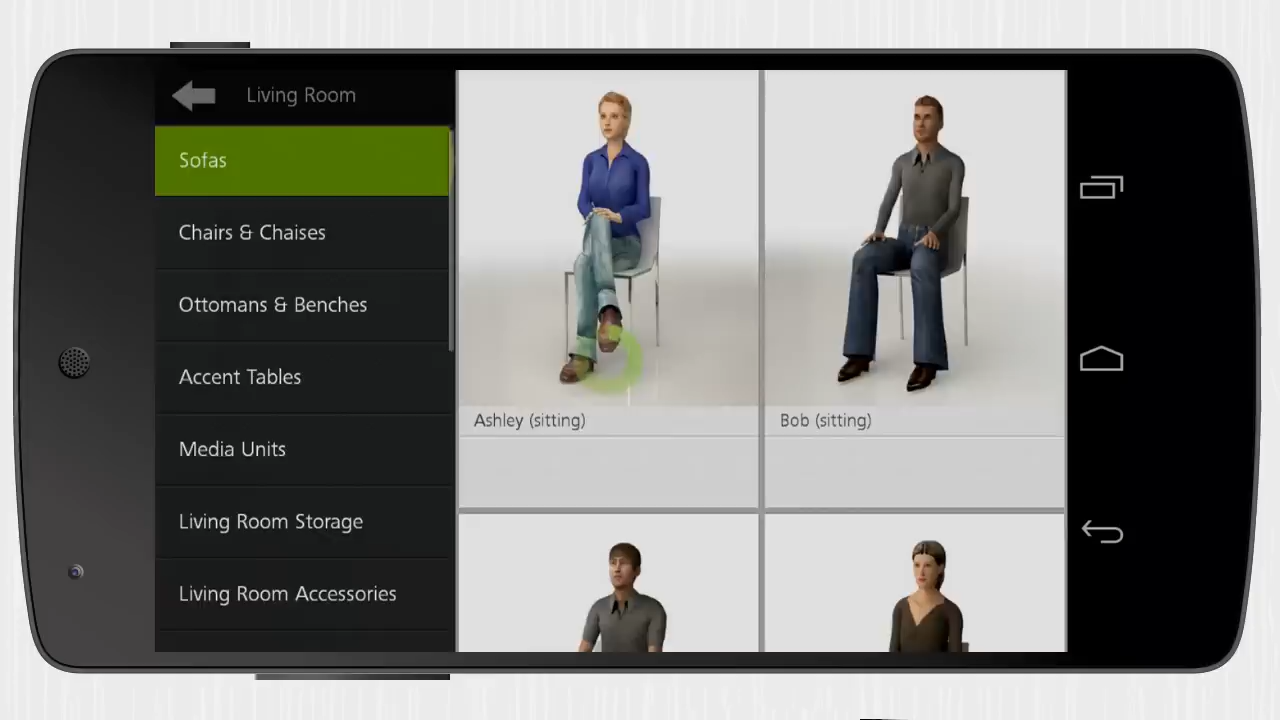 Living Room
Sofas
Chairs & Chaises
Ottomans & Benches
Accent Tables
Media Units
Living Room Storage
Living Room Accessories
Ashley (sitting)
Bob (sitting)